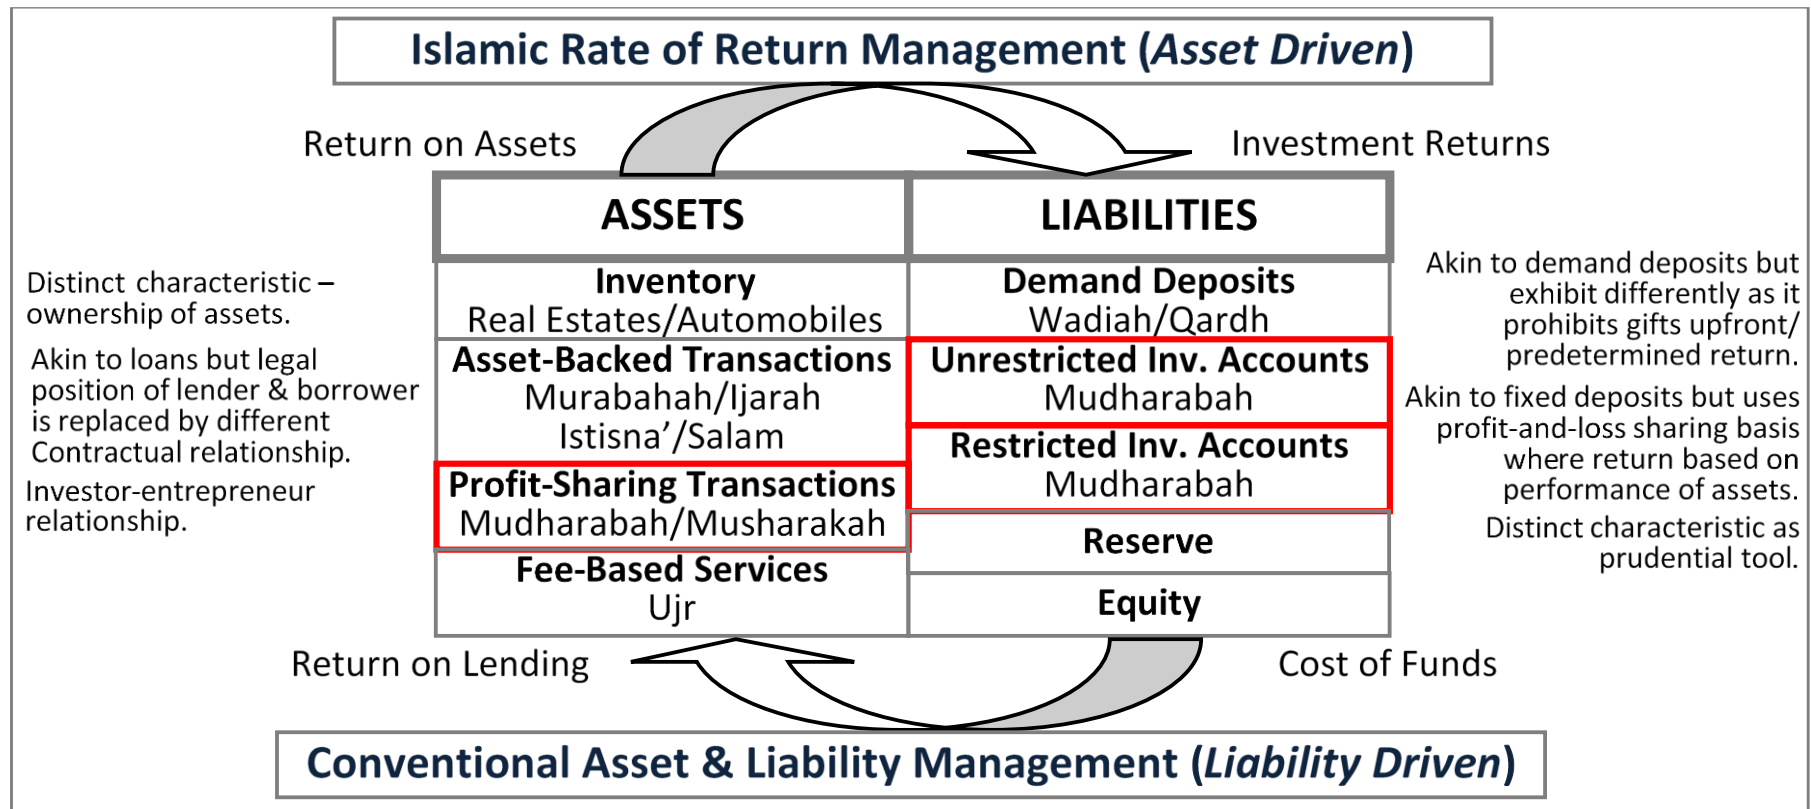 Islamic Rate of Return Management (Asset Driven)
Return on Assets
Investment Returns
ASSETS
LIABILITIES
Distinct characteristic –
ownership of assets.
Akin to loans but legal
position of lender & borrower
is replaced by different
Contractual relationship.
Investor-entrepreneur
relationship.
Inventory
Real Estates/Automobiles
Asset-Backed Transactions
Murabahah/Ijarah
Istisna’/Salam
Profit-Sharing Transactions
Mudharabah/Musharakah
Fee-Based Services
Ujr
Demand Deposits
Wadiah/Qardh
Unrestricted Inv. Accounts
Mudharabah
Restricted Inv. Accounts
Mudharabah
Reserve
Equity
Akin to demand deposits but
exhibit differently as it
prohibits gifts upfront/
predetermined return.
Akin to fixed deposits but uses
profit-and-loss sharing basis
where return based on
performance of assets.
Distinct characteristic as
prudential tool.
Return on Lending
Cost of Funds
Conventional Asset & Liability Management (Liability Driven)